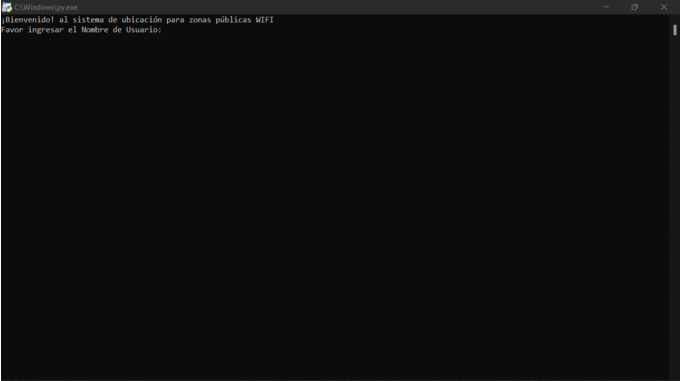 C:\Windows\py.exe
¡Bienvenido! al sistema de ubicación para zonas públicas WIFI
Favor ingresar el Nombre de Usuario: